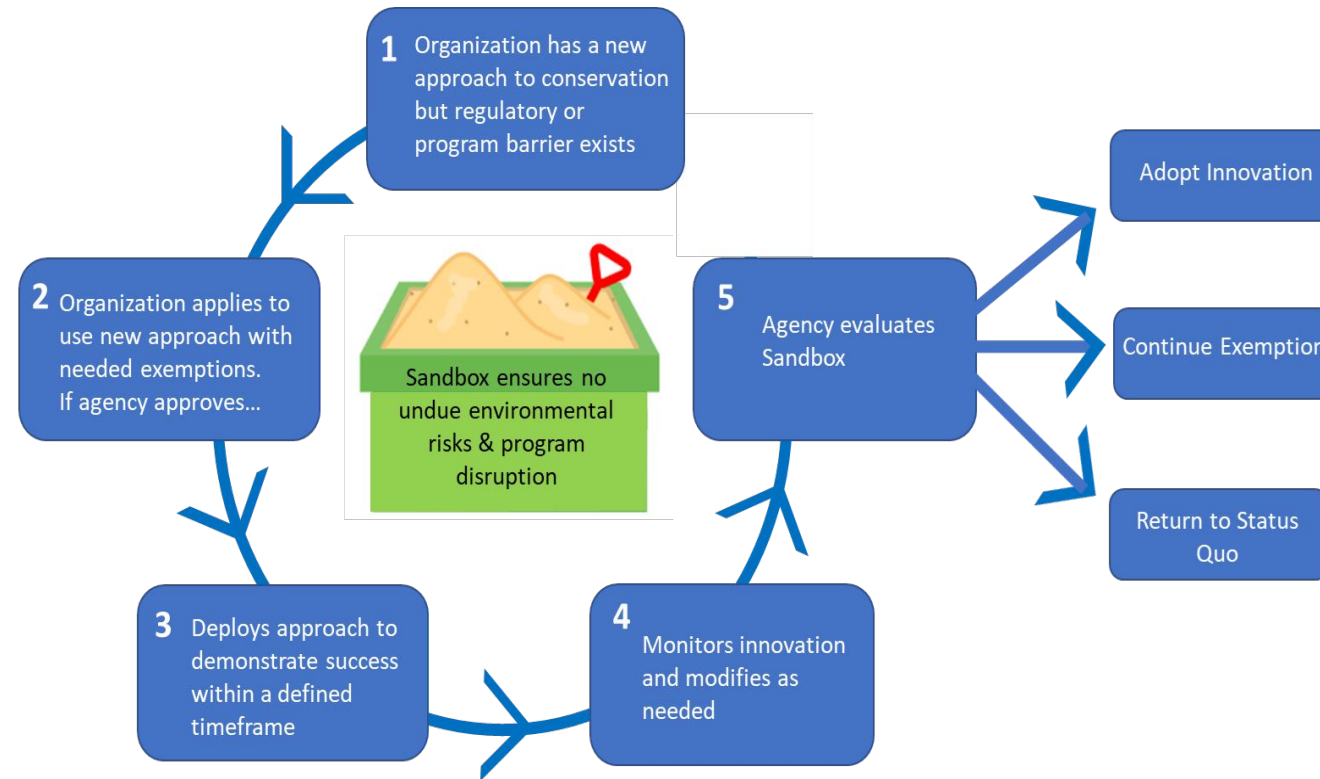 1 Organization has a new
approach to conservation
but regulatory or
program barrier exists
2 Organization applies to
use new approach with
needed exemptions.
If agency approves...
3 Deploys approach to
demonstrate success
within a defined
timeframe
4
Monitors innovation
and modifies as
needed
5
Agency evaluates
Sandbox
Sandbox ensures no
undue environmental
risks & program
disruption
Adopt Innovation
Continue Exemption
Return to Status
Quo